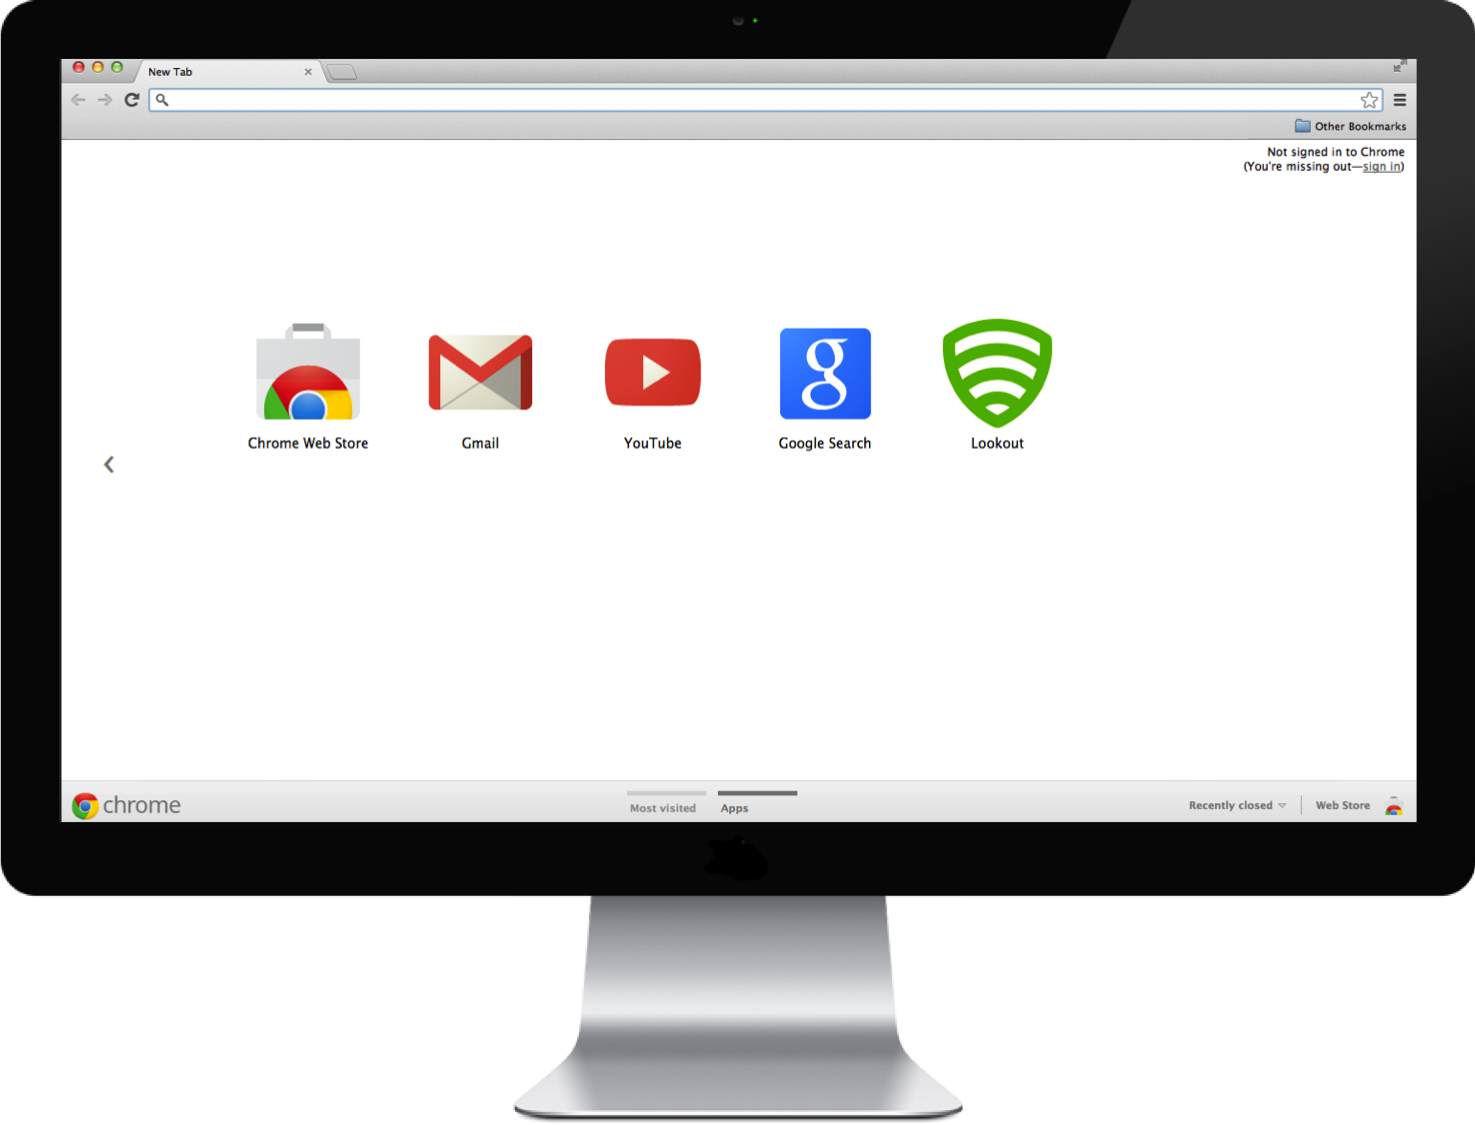 New Tab
Other Bookmarks
Not signed in to Chrome
(You're missing out—sign in)
Chrome Web Store
Gmail
YouTube
Google Search
Lookout
chrome
Most visited
Apps
Recently closed
Web Store